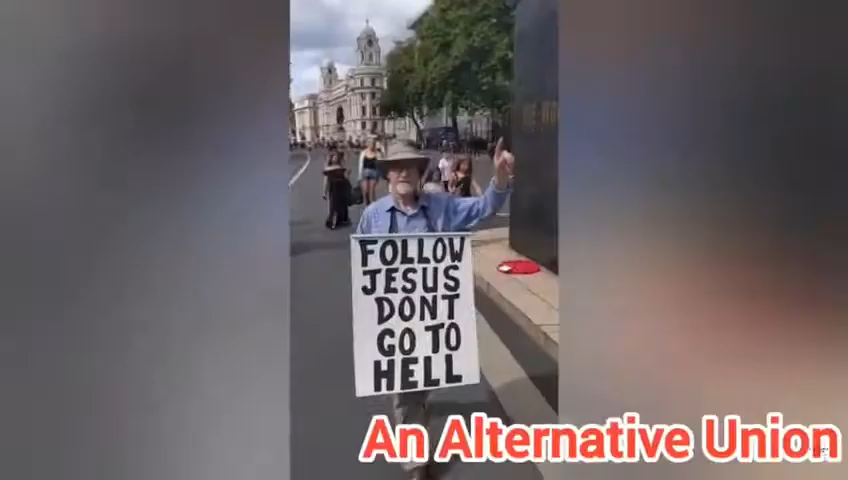 FOLLOW
JESUS
DONT
GO TO
HELL
An Alternative Union